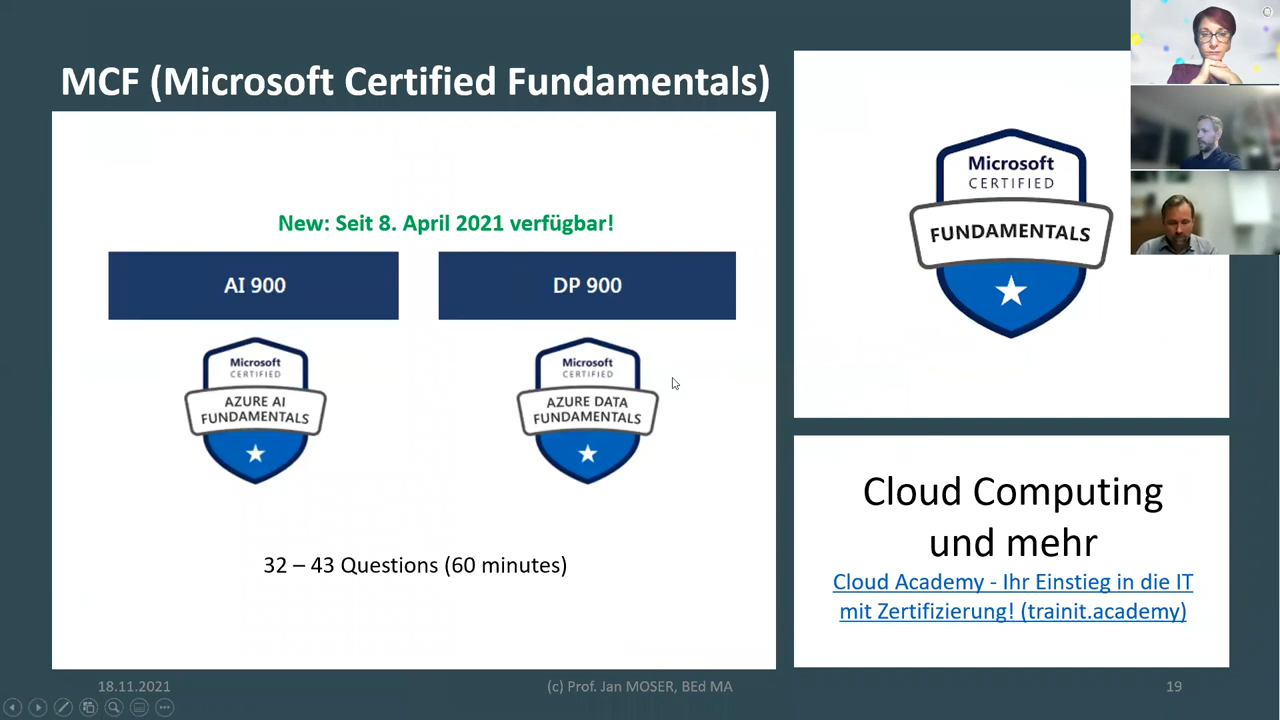 MCF (Microsoft Certified Fundamentals)
New: Seit 8. April 2021 verfügbar!
AI 900
DP 900
Microsoft
CERTIFIED
AZURE AI
FUNDAMENTALS
Microsoft
CERTIFIED
AZURE DATA
FUNDAMENTALS
32 – 43 Questions (60 minutes)
Microsoft
CERTIFIED
FUNDAMENTALS
Cloud Computing
und mehr
Cloud Academy - Ihr Einstieg in die IT
mit Zertifizierung! (trainit.academy)
18.11.2021
(c) Prof. Jan MOSER, BEd MA
19